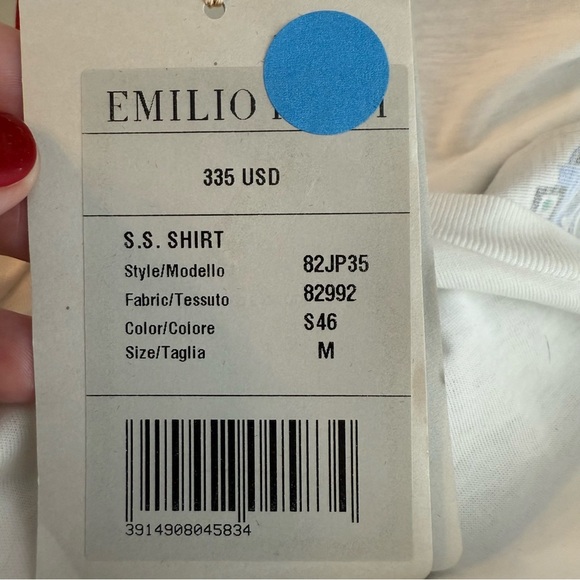 EMILIO
335 USD
S.S. SHIRT
Style/Modello 82JP35
Fabric/Tessuto 82992
Color/Colore S46
Size/Taglia M
3914908045834